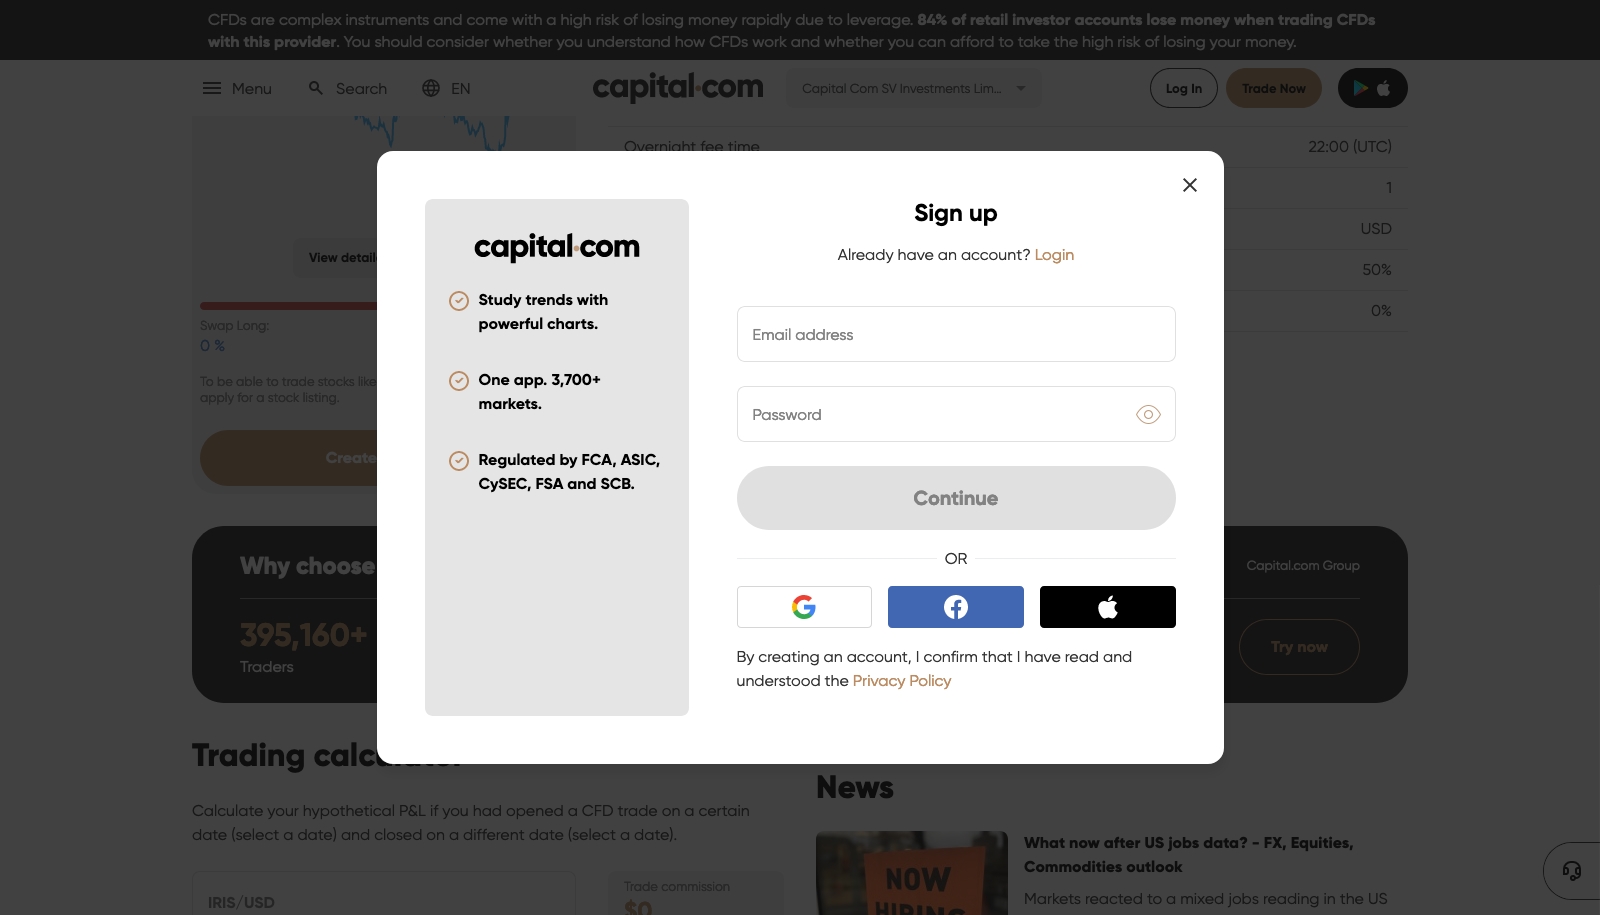 CFDs are complex instruments and come with a high risk of losing money rapidly due to leverage. 84% of retail investor accounts lose money when trading CFDs
with this provider. You should consider whether you understand how CFDs work and whether you can afford to take the high risk of losing your money.
Menu
Search
EN
capital.com
Capital Com SV Investments Lim...
Log In
Trade Now
Overnight fee time
22:00 (UTC)
1
USD
50%
0%
View detaile
Swap Long:
0 %
To be able to trade stocks like
apply for a stock listing.
Create
Sign up
Already have an account? Login
capital.com
Study trends with
powerful charts.
One app. 3,700+
markets.
Regulated by FCA, ASIC,
CySEC, FSA and SCB.
Email address
Password
Continue
OR
By creating an account, I confirm that I have read and
understood the Privacy Policy
Why choose
Capital.com Group
395,160+
Traders
Try now
Trading calculator
Calculate your hypothetical P&L if you had opened a CFD trade on a certain
date (select a date) and closed on a different date (select a date).
IRIS/USD
Trade commission
$0
News
NOW
HIRING
What now after US jobs data? - FX, Equities,
Commodities outlook
Markets reacted to a mixed jobs reading in the US